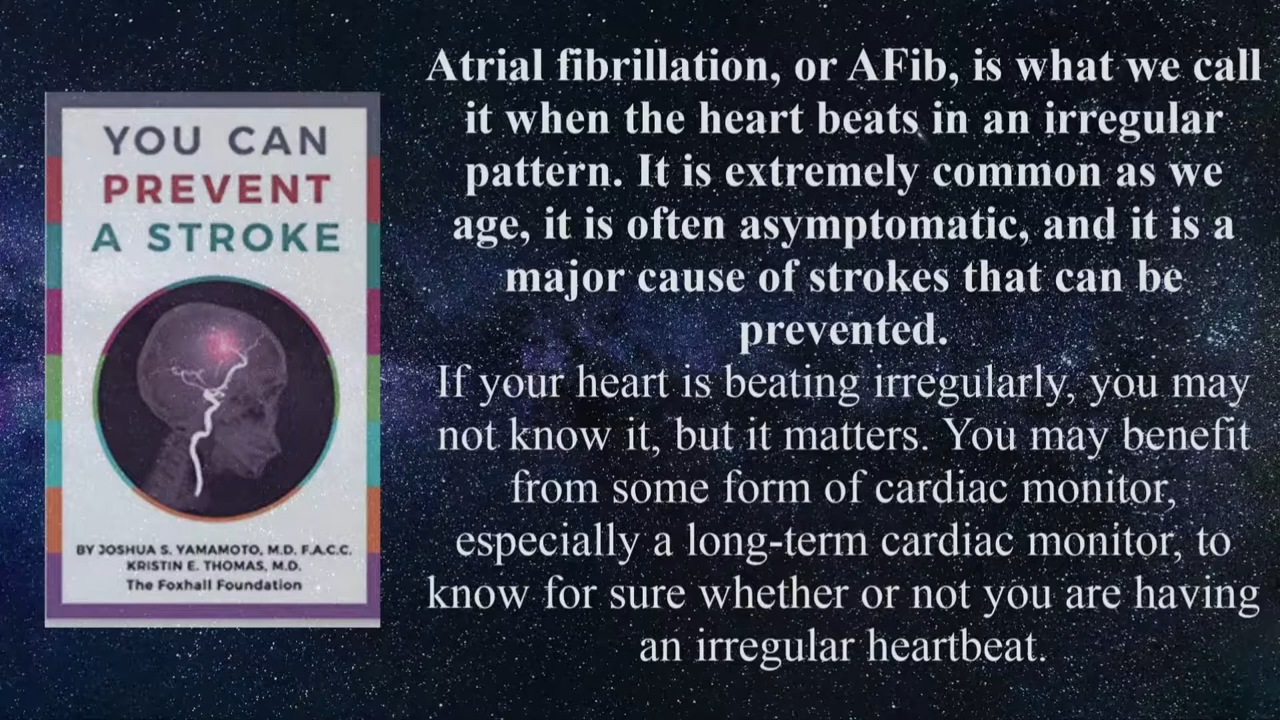 YOU CAN
PREVENT
A STROKE
BY JOSHUA S. YAMAMOTO, M.D. F.A.C.C.
KRISTIN E. THOMAS, M.D.
The Foxhall Foundation
Atrial fibrillation, or AFib, is what we call
it when the heart beats in an irregular
pattern. It is extremely common as we
age, it is often asymptomatic, and it is a
major cause of strokes that can be
prevented.
If your heart is beating irregularly, you may
not know it, but it matters. You may benefit
from some form of cardiac monitor,
especially a long-term cardiac monitor, to
know for sure whether or not you are having
an irregular heartbeat.